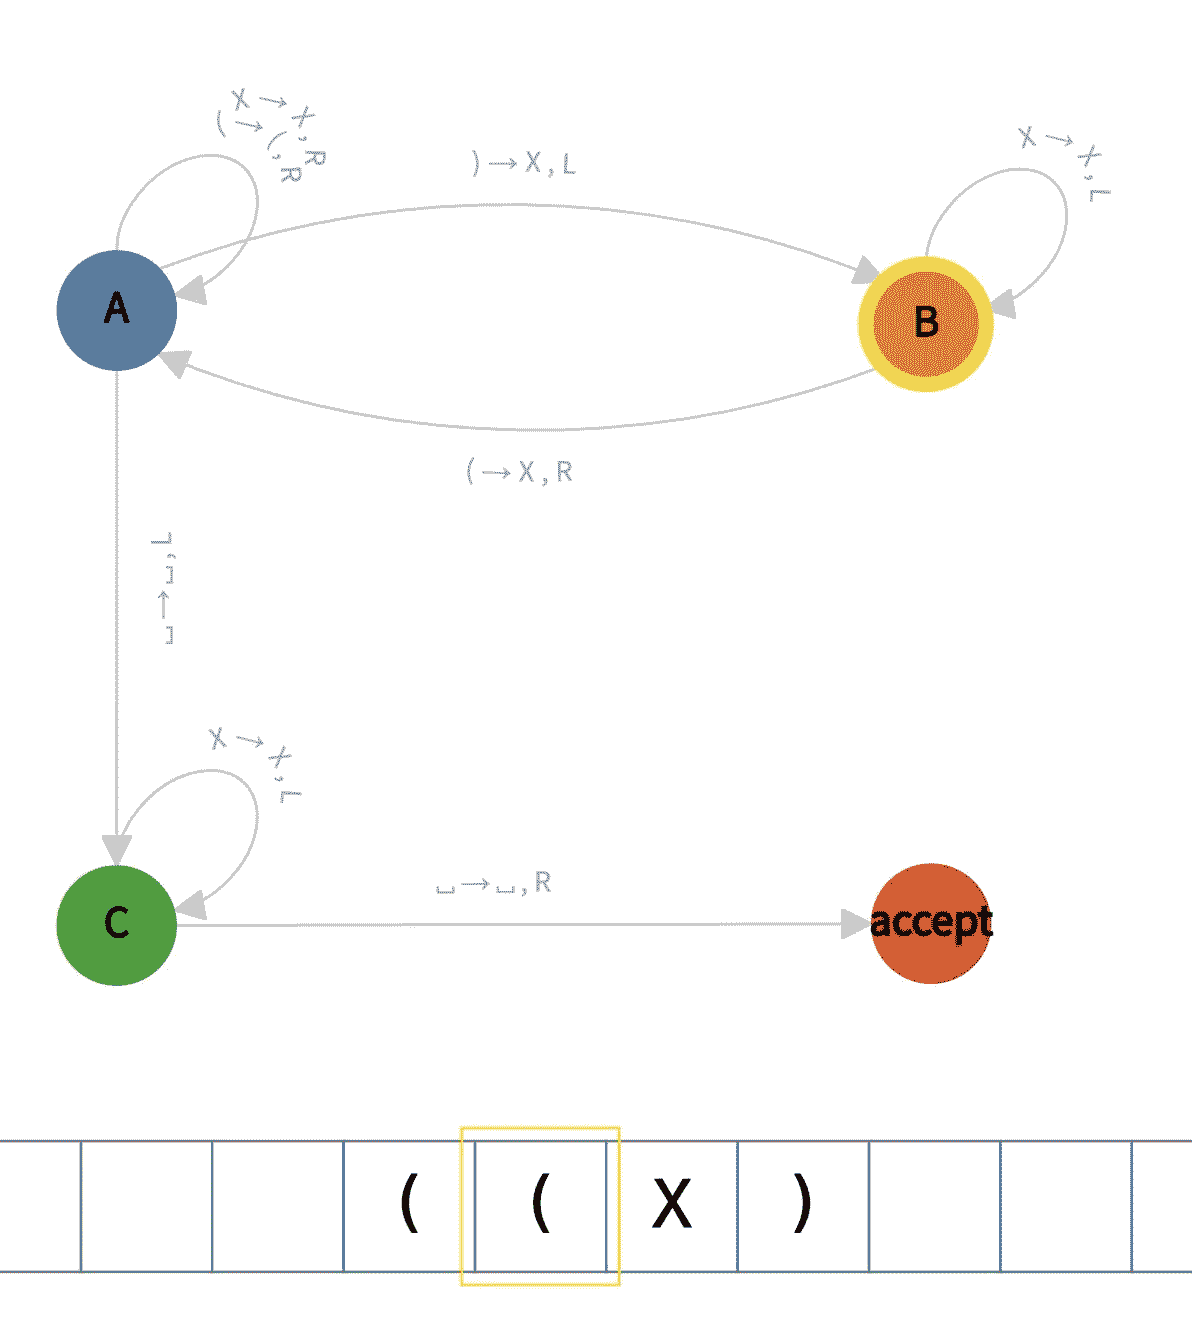 X→X,R
(→(,R
)→X,L
X→X,L
A
B
(→X,R
␣→␣,L
X→X,L
␣→␣,R
C
accept
( ( X )